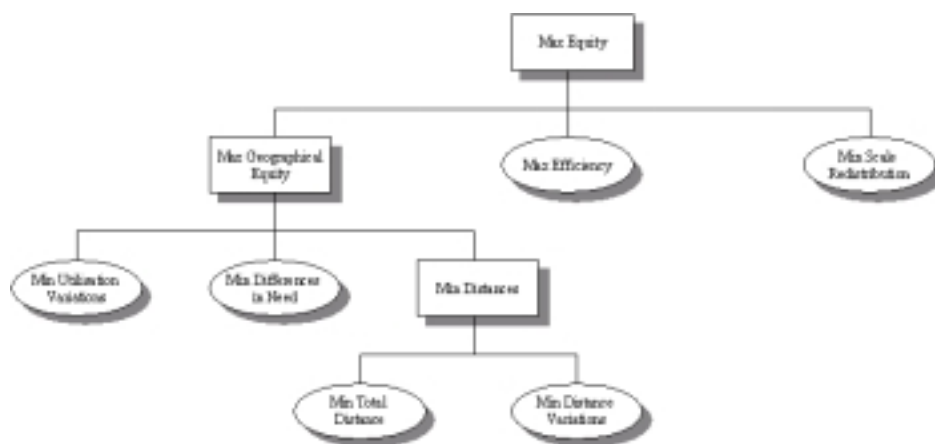 Max Equity
Max Geographical
Equity
Max Efficiency
Min Scale
Redistribution
Min Utilisation
Variations
Min Differences
in Need
Min Distances
Min Total
Distance
Min Distance
Variations